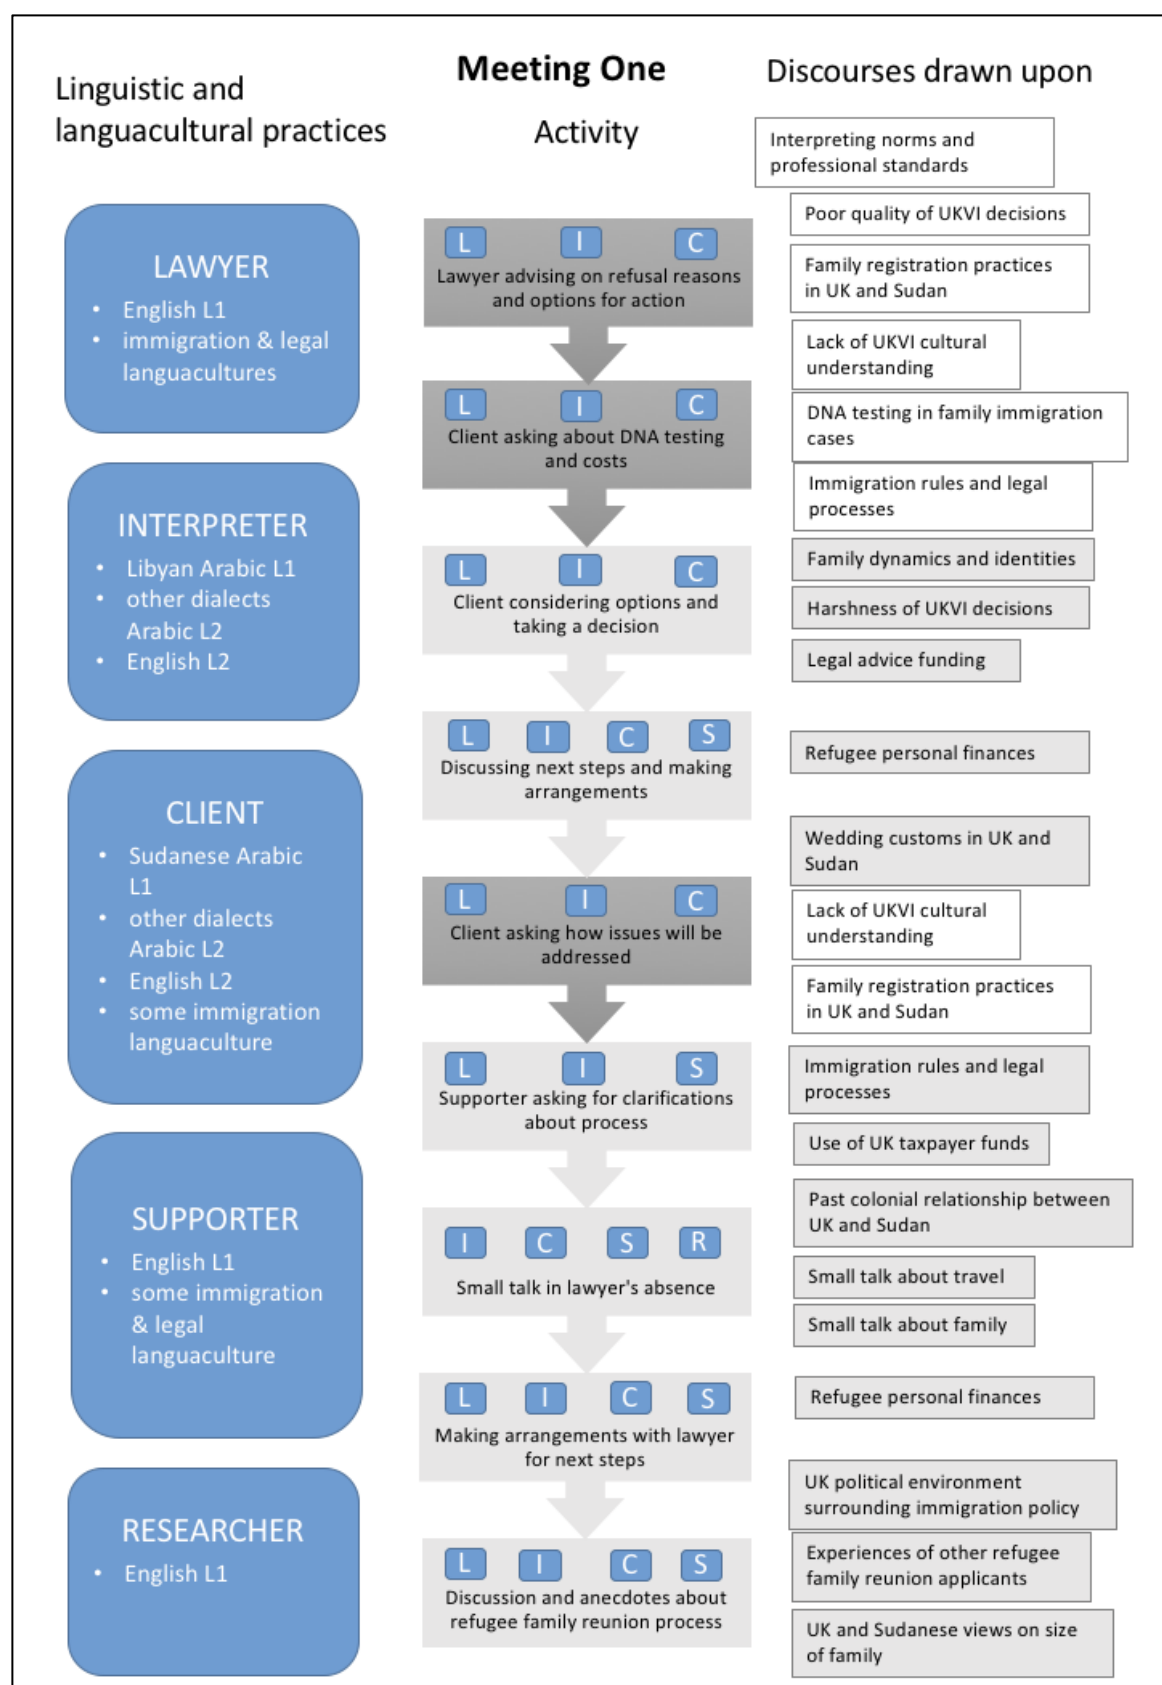 Meeting One
Linguistic and
languacultural practices
Activity
Discourses drawn upon
LAWYER
• English L1
• immigration & legal
languacultures
INTERPRETER
• Libyan Arabic L1
• other dialects
Arabic L2
• English L2
CLIENT
• Sudanese Arabic
L1
• other dialects
Arabic L2
• English L2
• some immigration
languaculture
SUPPORTER
• English L1
• some immigration
& legal
languaculture
RESEARCHER
• English L1
L I C
Lawyer advising on refusal reasons
and options for action
L I C
Client asking about DNA testing
and costs
L I C
Client considering options and
taking a decision
L I C S
Discussing next steps and making
arrangements
L I C
Client asking how issues will be
addressed
L I S
Supporter asking for clarifications
about process
I C S R
Small talk in lawyer's absence
L I C S
Making arrangements with lawyer
for next steps
L I C S
Discussion and anecdotes about
refugee family reunion process
Interpreting norms and
professional standards
Poor quality of UKVI decisions
Family registration practices
in UK and Sudan
Lack of UKVI cultural
understanding
DNA testing in family immigration
cases
Immigration rules and legal
processes
Family dynamics and identities
Harshness of UKVI decisions
Legal advice funding
Refugee personal finances
Wedding customs in UK and
Sudan
Lack of UKVI cultural
understanding
Family registration practices
in UK and Sudan
Immigration rules and legal
processes
Use of UK taxpayer funds
Past colonial relationship between
UK and Sudan
Small talk about travel
Small talk about family
Refugee personal finances
UK political environment
surrounding immigration policy
Experiences of other refugee
family reunion applicants
UK and Sudanese views on size
of family